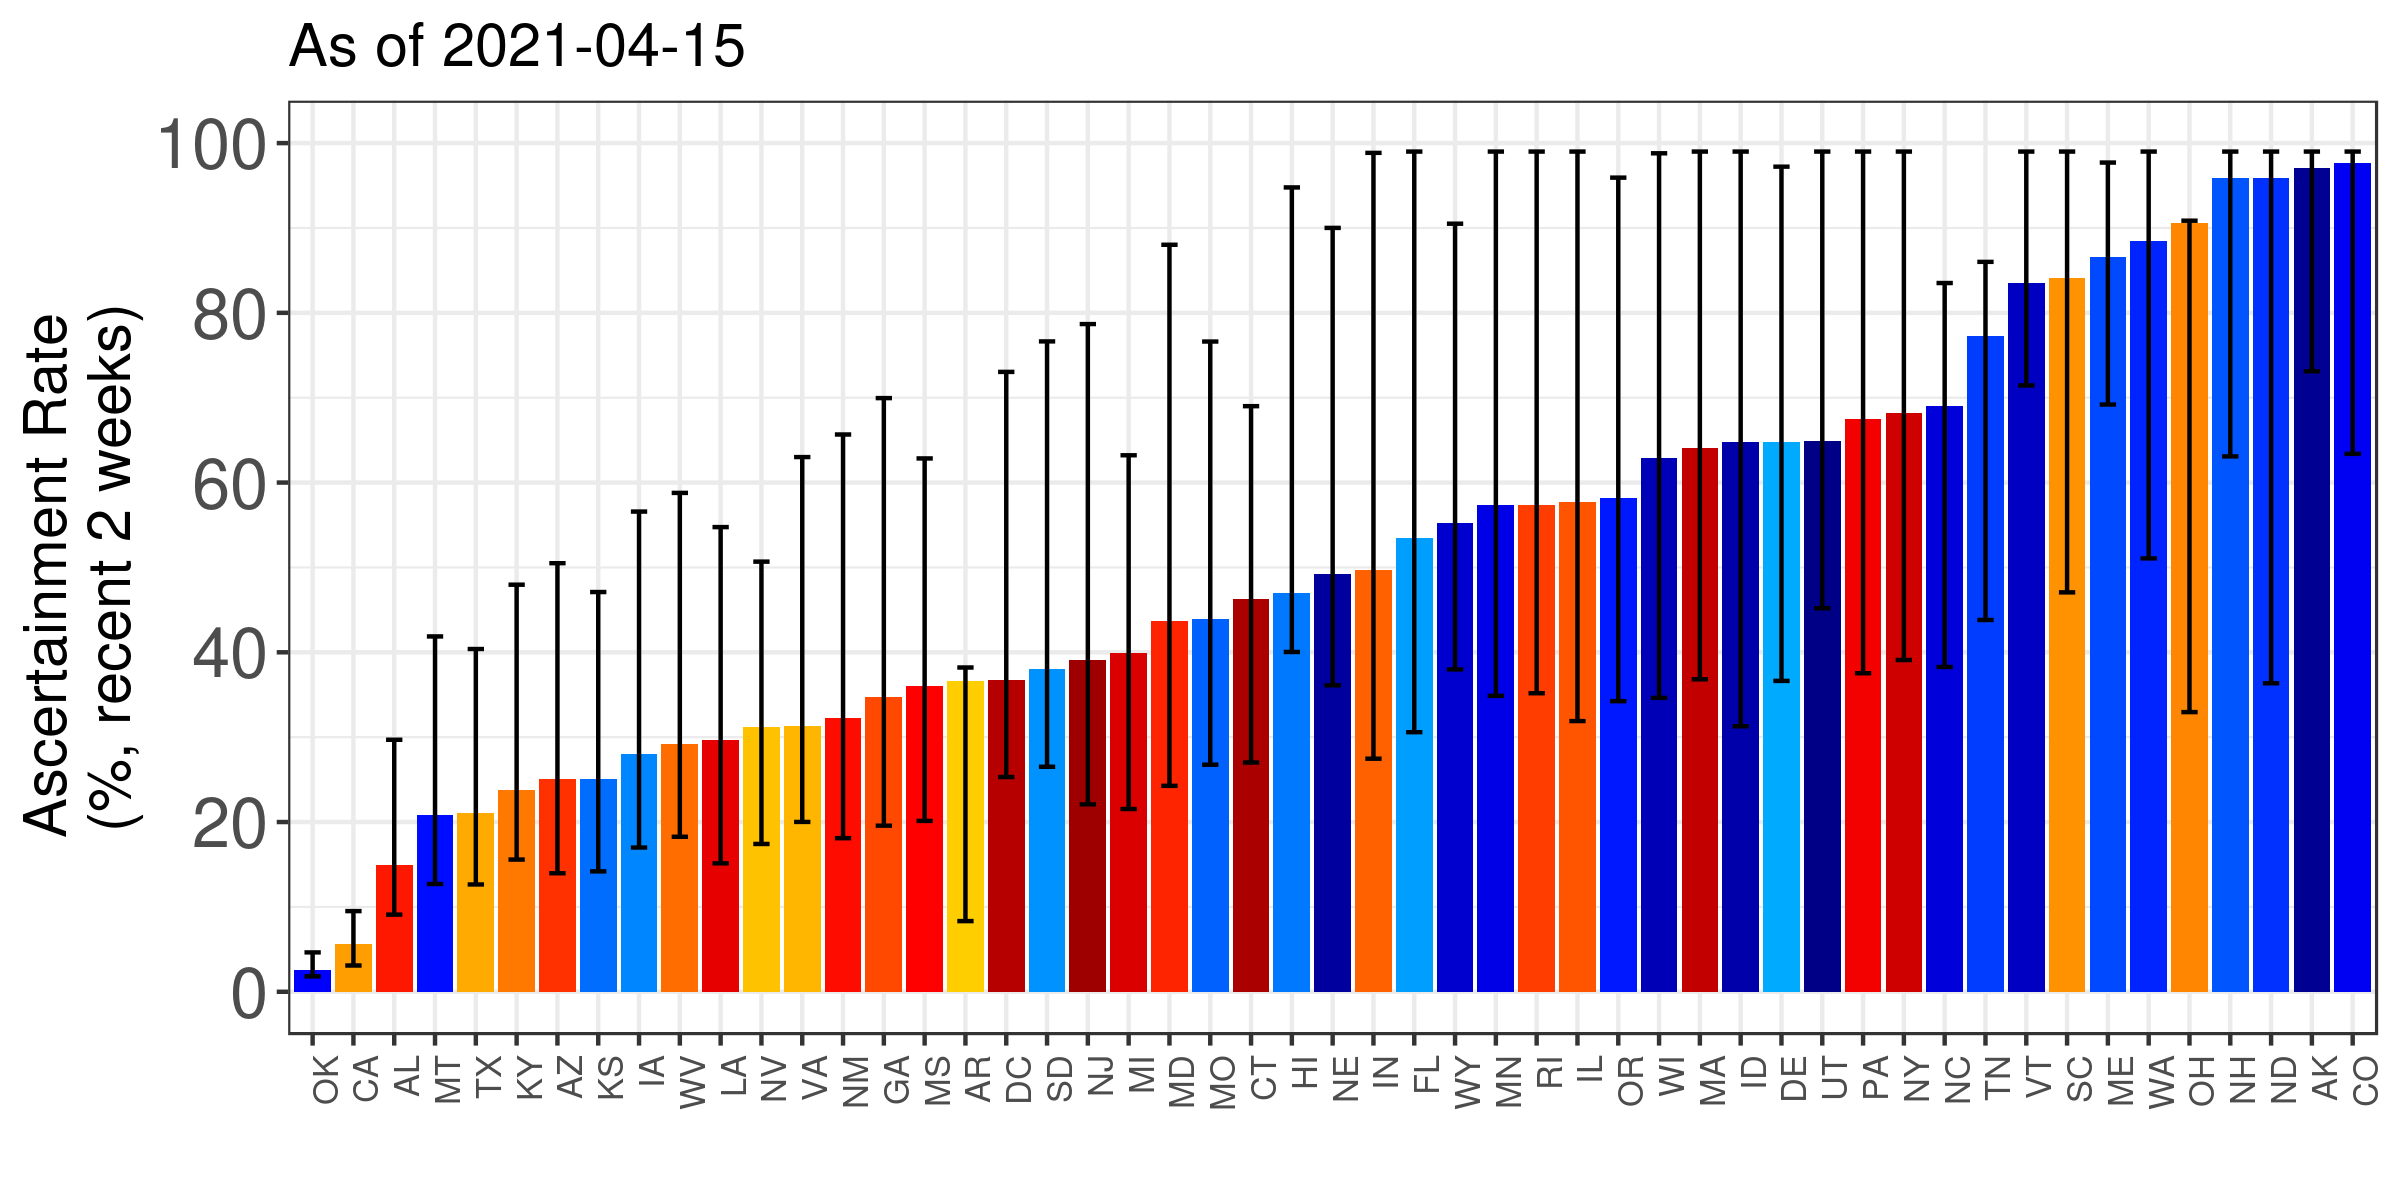 As of 2021-04-15
Ascertainment Rate
(%, recent 2 weeks)
100
80
60
40
20
0
OK CA AL MT TX KY AZ KS IA WV LA NV VA NM GA MS AR DC SD NJ MI MD MO CT HI NE IN FL WY MN RI IL OR WI MA ID DE UT PA NY NC TN VT SC ME WA OH NH ND AK CO